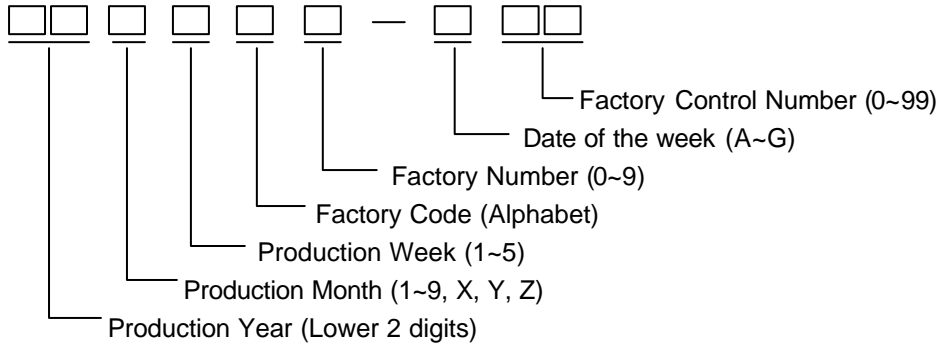 Factory Control Number (0~99)
Date of the week (A~G)
Factory Number (0~9)
Factory Code (Alphabet)
Production Week (1~5)
Production Month (1~9, X, Y, Z)
Production Year (Lower 2 digits)